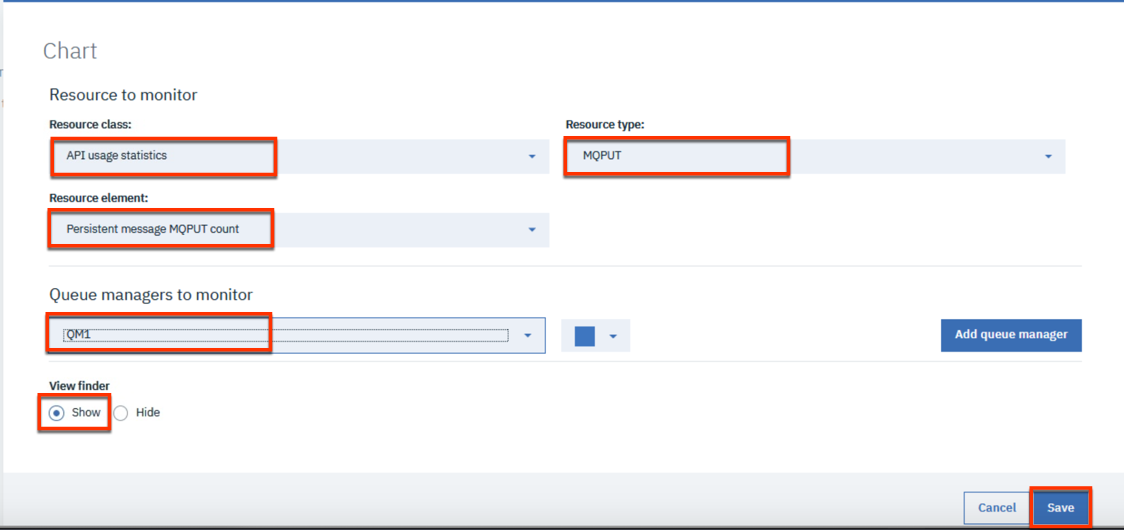 Chart
Resource to monitor
Resource class: Resource type:
API usage statistics MQPUT
Resource element:
Persistent message MQPUT count
Queue managers to monitor
QM1 Add queue manager
View finder
Show Hide
Cancel Save